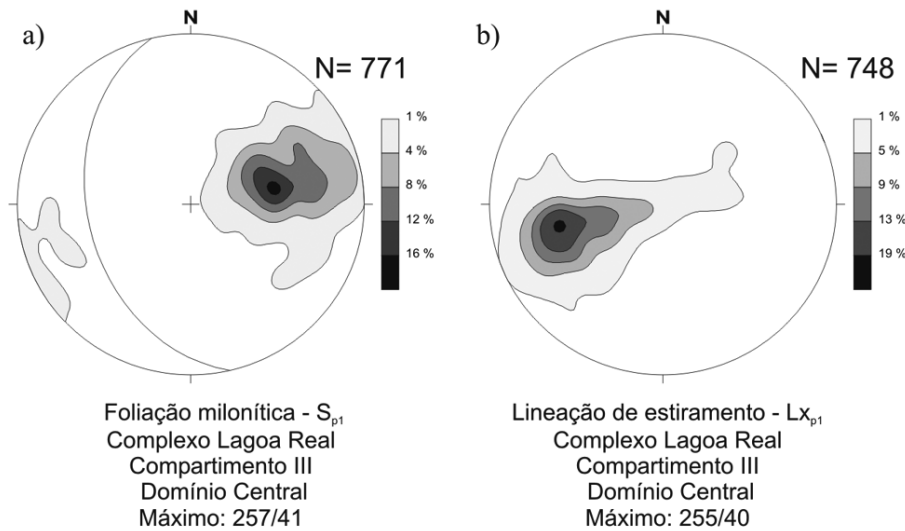 a)
N
N= 771
1 %
4 %
8 %
12 %
16 %
Foliação milonítica - Sp1
Complexo Lagoa Real
Compartimento III
Domínio Central
Máximo: 257/41
b)
N
N= 748
1 %
5 %
9 %
13 %
19 %
Lineação de estiramento - Lxp1
Complexo Lagoa Real
Compartimento III
Domínio Central
Máximo: 255/40